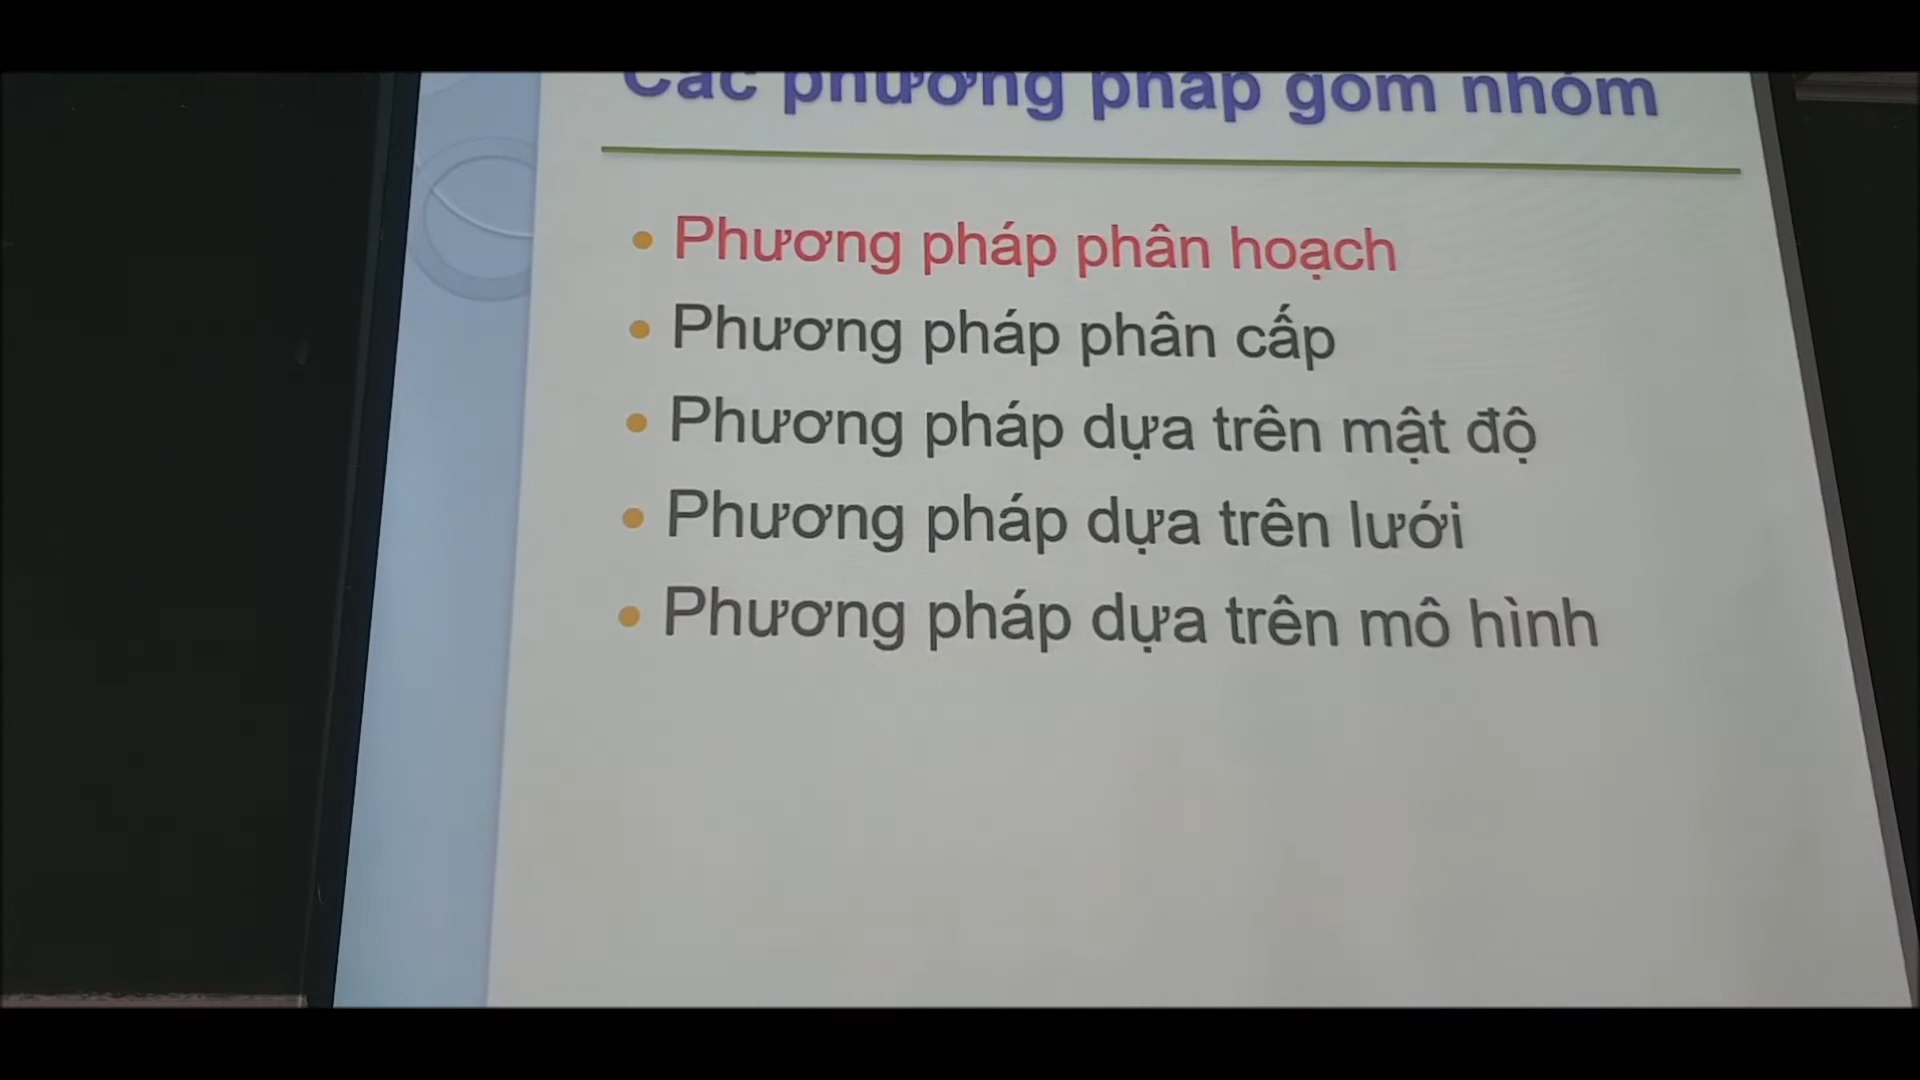 Các phương pháp gom nhóm
Phương pháp phân hoạch
Phương pháp phân cấp
Phương pháp dựa trên mật độ
Phương pháp dựa trên lưới
Phương pháp dựa trên mô hình